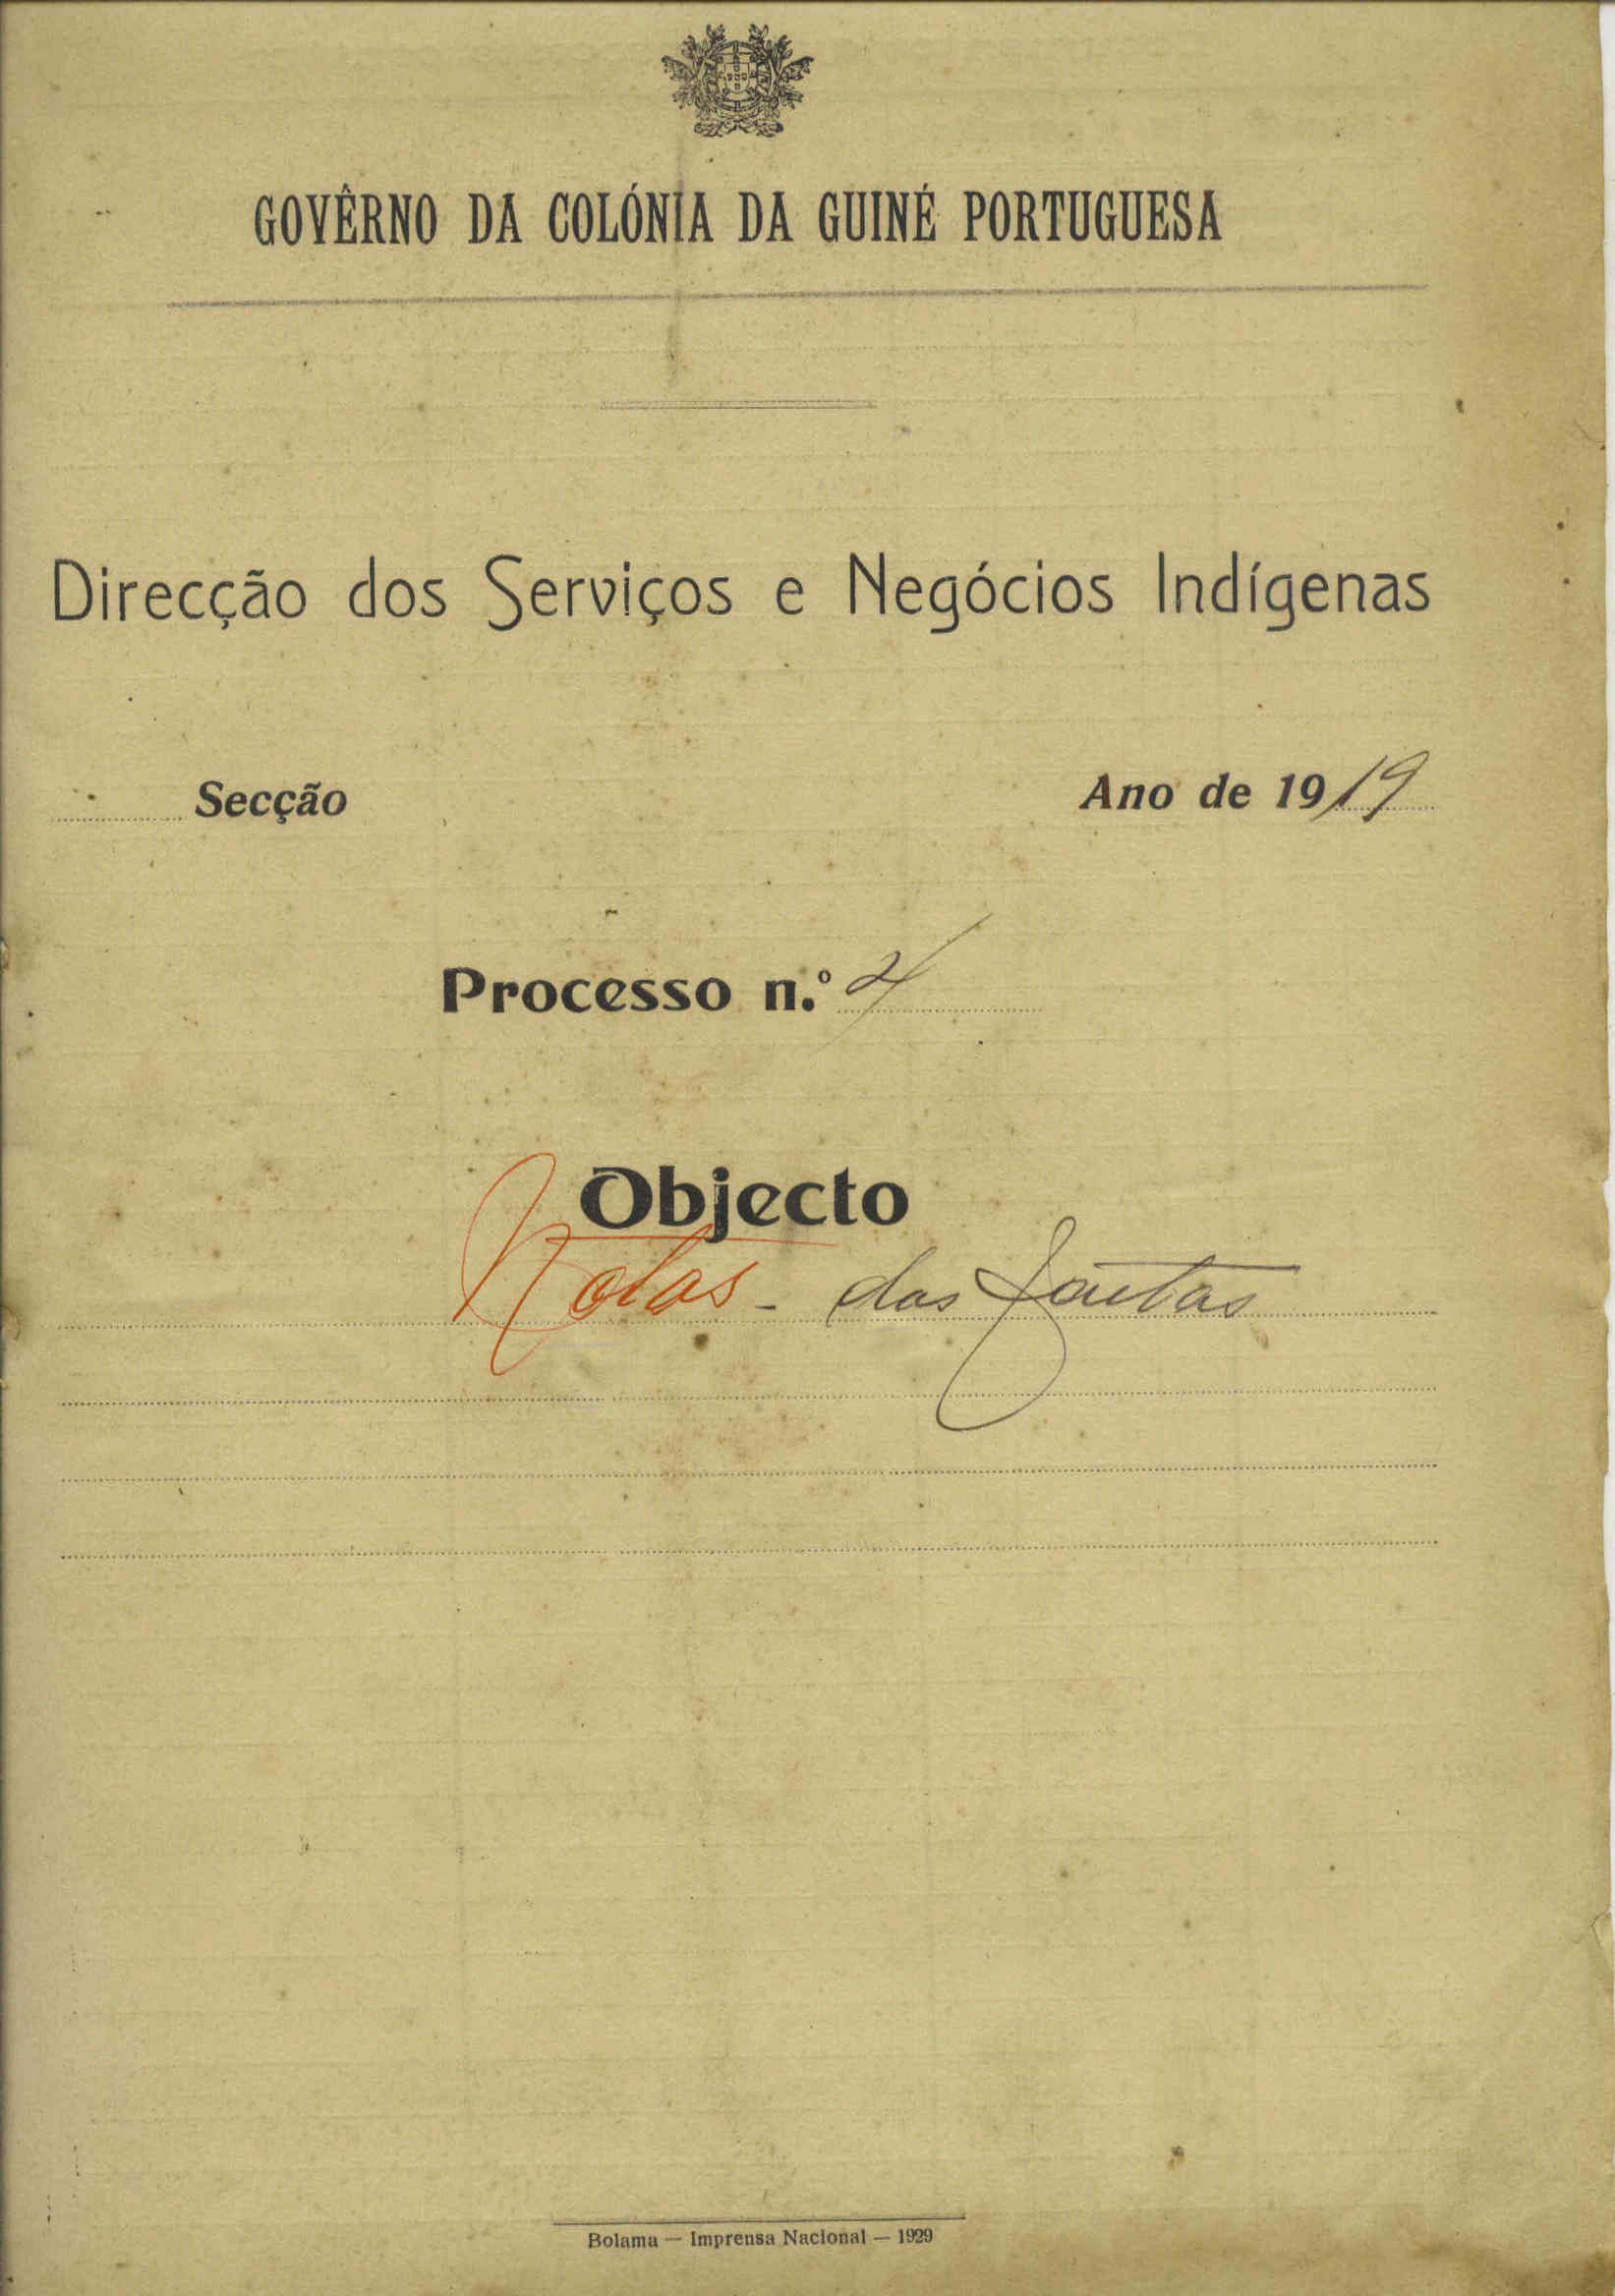 GOVÊRNO DA COLÓNIA DA GUINÉ PORTUGUESA
Direcção dos Serviços e Negócios Indígenas
Secção
Ano de 1919
Processo n.º 4
Objecto
Notas - das
Bolama — Imprensa Nacional — 1929